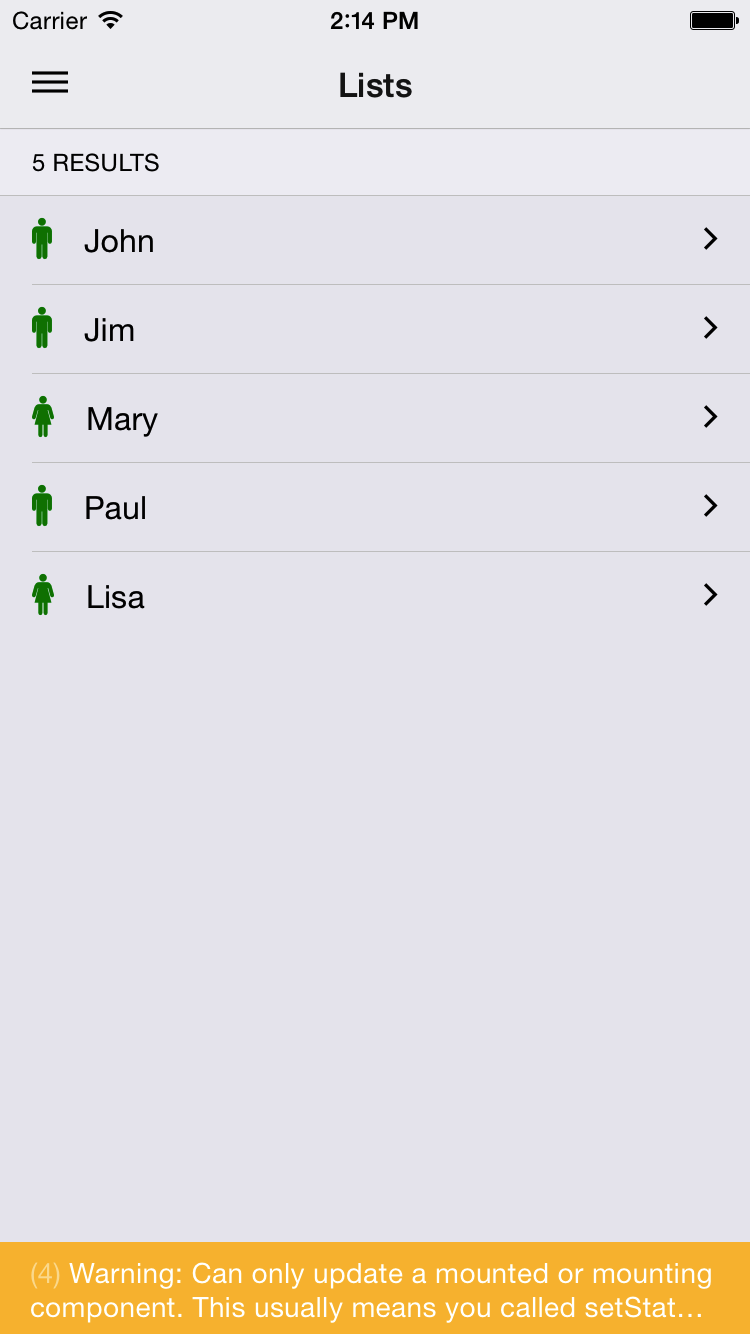 Carrier 2:14 PM
Lists
5 RESULTS
John
Jim
Mary
Paul
Lisa
(4) Warning: Can only update a mounted or mounting
component. This usually means you called setStat...